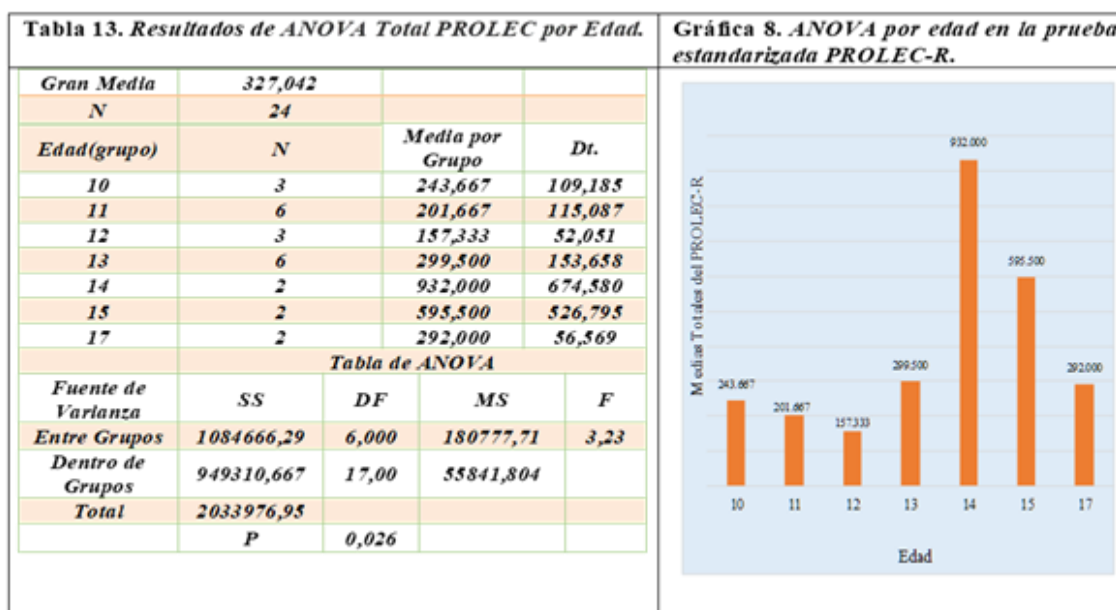 Tabla 13. Resultados de ANOVA Total PROLEC por Edad.
Gran Media 327,042
N 24
Edad(grupo) N Media por Grupo Dt.
10 3 243,667 109,185
11 6 201,667 115,087
12 3 157,333 52,051
13 6 299,500 153,658
14 2 932,000 674,580
15 2 595,500 526,795
17 2 292,000 56,569
Tabla de ANOVA
Fuente de Varianza SS DF MS F
Entre Grupos 1084666,29 6,000 180777,71 3,23
Dentro de Grupos 949310,667 17,00 55841,804
Total 2033976,95
P 0,026
Gráfica 8. ANOVA por edad en la prueba
estandarizada PROLEC-R.
Medias Totales del PROLEC-R
243.667
201.667
157.333
299.500
932.000
595.500
292.000
10 11 12 13 14 15 17
Edad